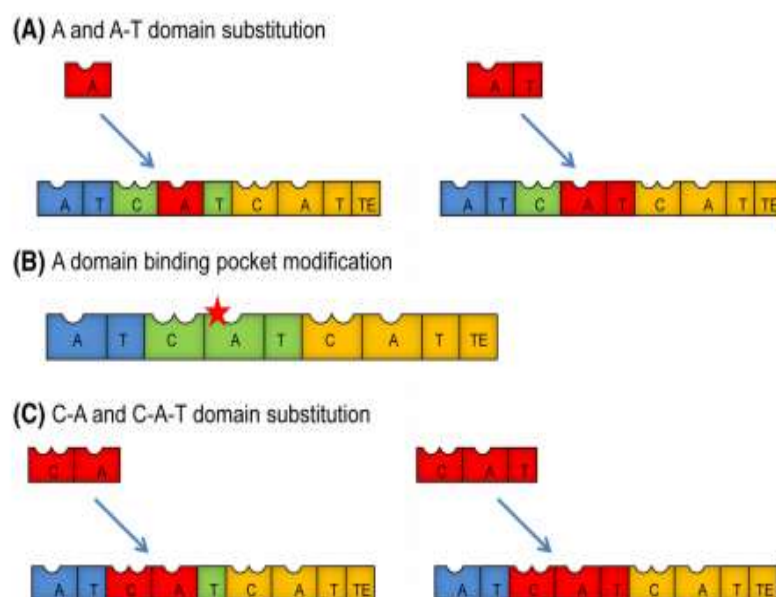 (A) A and A-T domain substitution
A
A T
A T C A T C A T TE
A T C A T C A T TE
(B) A domain binding pocket modification
A T C A T C A T TE
(C) C-A and C-A-T domain substitution
C A
C A T
A T C A T C A T TE
A T C A T C A T TE